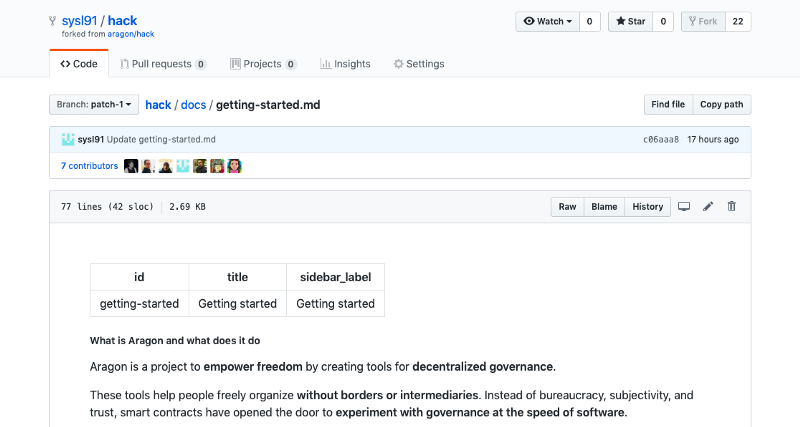 sysl91 / hack
forked from aragon/hack
Watch 0 Star 0 Fork 22
Code Pull requests 0 Projects 0 Insights Settings
Branch: patch-1 hack / docs / getting-started.md Find file Copy path
sysl91 Update getting-started.md c06aaa8 17 hours ago
7 contributors
77 lines (42 sloc) 2.69 KB Raw Blame History
id title sidebar_label
getting-started Getting started Getting started
What is Aragon and what does it do
Aragon is a project to empower freedom by creating tools for decentralized governance.
These tools help people freely organize without borders or intermediaries. Instead of bureaucracy, subjectivity, and
trust, smart contracts have opened the door to experiment with governance at the speed of software.